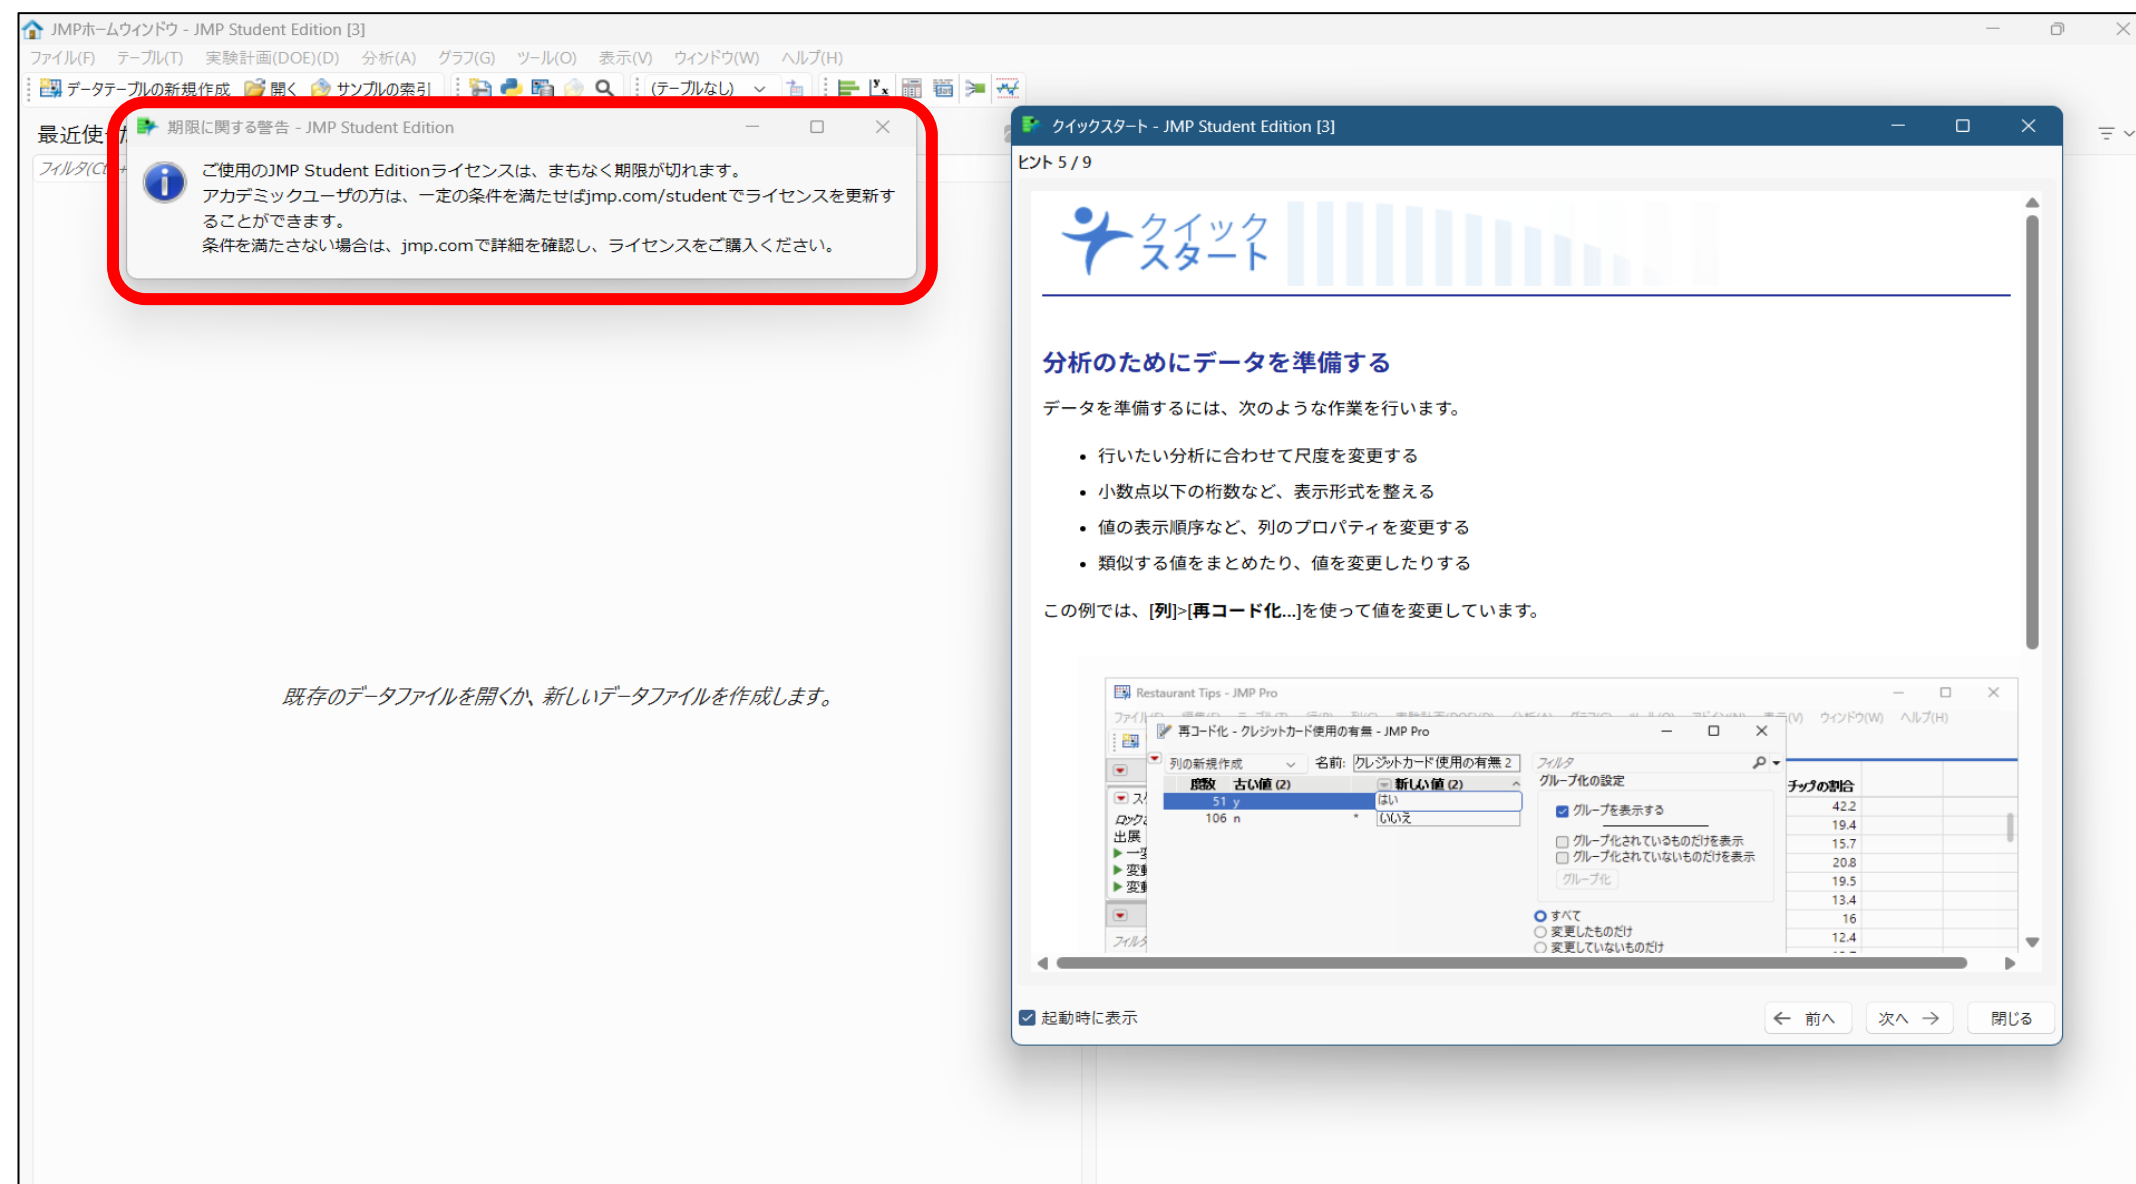 JMPホームウィンドウ - JMP Student Edition [3]
ファイル(F) テーブル(T) 実験計画(DOE)(D) 分析(A) グラフ(G) ツール(O) 表示(V) ウィンドウ(W) ヘルプ(H)
データテーブルの新規作成 開く サンプルの索引 (テーブルなし)
最近使
フィルタ(Ct
期限に関する警告 - JMP Student Edition
ご使用のJMP Student Editionライセンスは、まもなく期限が切れます。
アカデミックユーザの方は、一定の条件を満たせばjmp.com/studentでライセンスを更新す
ることができます。
条件を満たさない場合は、jmp.comで詳細を確認し、ライセンスをご購入ください。
既存のデータファイルを開くか、新しいデータファイルを作成します。
クイックスタート - JMP Student Edition [3]
ヒント 5 / 9
クイック
スタート
分析のためにデータを準備する
データを準備するには、次のような作業を行います。
• 行いたい分析に合わせて尺度を変更する
• 小数点以下の桁数など、表示形式を整える
• 値の表示順序など、列のプロパティを変更する
• 類似する値をまとめたり、値を変更したりする
この例では、[列]>[再コード化...]を使って値を変更しています。
Restaurant Tips - JMP Pro
(V) ウィンドウ(W) ヘルプ(H)
再コード化 - クレジットカード使用の有無 - JMP Pro
列の新規作成 名前: クレジットカード使用の有無 2
度数 古い値 (2) 新しい値 (2)
51 y はい
106 n * いいえ
フィルタ
グループ化の設定
グループを表示する
グループ化されているものだけを表示
グループ化されていないものだけを表示
グループ化
すべて
変更したものだけ
変更していないものだけ
出展
フィルタ
チップの割合
42.2
19.4
15.7
20.8
19.5
13.4
16
12.4
起動時に表示
← 前へ 次へ → 閉じる